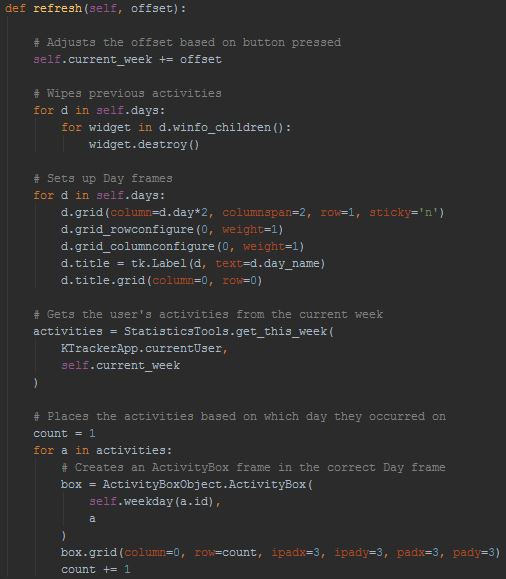 def refresh(self, offset):
# Adjusts the offset based on button pressed
self.current_week += offset
# Wipes previous activities
for d in self.days:
for widget in d.winfo_children():
widget.destroy()
# Sets up Day frames
for d in self.days:
d.grid(column=d.day*2, columnspan=2, row=1, sticky='n')
d.grid_rowconfigure(0, weight=1)
d.grid_columnconfigure(0, weight=1)
d.title = tk.Label(d, text=d.day_name)
d.title.grid(column=0, row=0)
# Gets the user's activities from the current week
activities = StatisticsTools.get_this_week(
KTrackerApp.currentUser,
self.current_week
)
# Places the activities based on which day they occurred on
count = 1
for a in activities:
# Creates an ActivityBox frame in the correct Day frame
box = ActivityBoxObject.ActivityBox(
self.weekday(a.id),
a
)
box.grid(column=0, row=count, ipadx=3, ipady=3, padx=3, pady=3)
count += 1